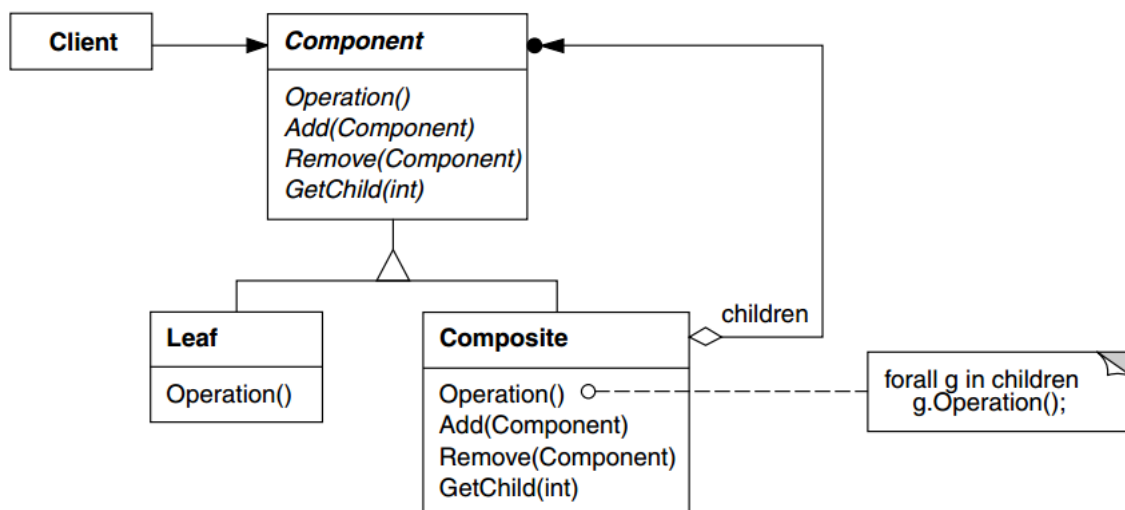 Client
Component
Operation()
Add(Component)
Remove(Component)
GetChild(int)
Leaf
Operation()
Composite
Operation()
Add(Component)
Remove(Component)
GetChild(int)
children
forall g in children
g.Operation();